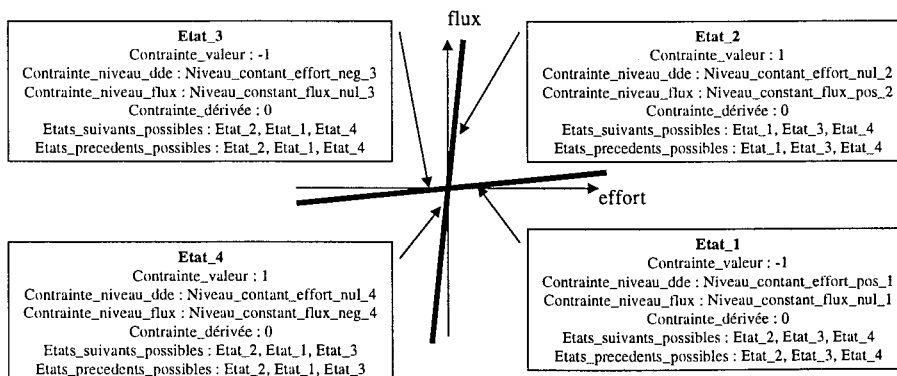 flux
Etat_3
Contrainte_valeur : -1
Contrainte_niveau_dde : Niveau_contant_effort_neg_3
Contrainte_niveau_flux : Niveau_constant_flux_nul_3
Contrainte_dérivée : 0
Etats_suivants_possibles : Etat_2, Etat_1, Etat_4
Etats_precedents_possibles : Etat_2, Etat_1, Etat_4
Etat_2
Contrainte_valeur : 1
Contrainte_niveau_dde : Niveau_contant_effort_nul_2
Contrainte_niveau_flux : Niveau_constant_flux_pos_2
Contrainte_dérivée : 0
Etats_suivants_possibles : Etat_1, Etat_3, Etat_4
Etats_precedents_possibles : Etat_1, Etat_3, Etat_4
effort
Etat_4
Contrainte_valeur : 1
Contrainte_niveau_dde : Niveau_contant_effort_nul_4
Contrainte_niveau_flux : Niveau_constant_flux_neg_4
Contrainte_dérivée : 0
Etats_suivants_possibles : Etat_2, Etat_1, Etat_3
Etats_precedents_possibles : Etat_2, Etat_1, Etat_3
Etat_1
Contrainte_valeur : -1
Contrainte_niveau_dde : Niveau_contant_effort_pos_1
Contrainte_niveau_flux : Niveau_constant_flux_nul_1
Contrainte_dérivée : 0
Etats_suivants_possibles : Etat_2, Etat_3, Etat_4
Etats_precedents_possibles : Etat_2, Etat_3, Etat_4